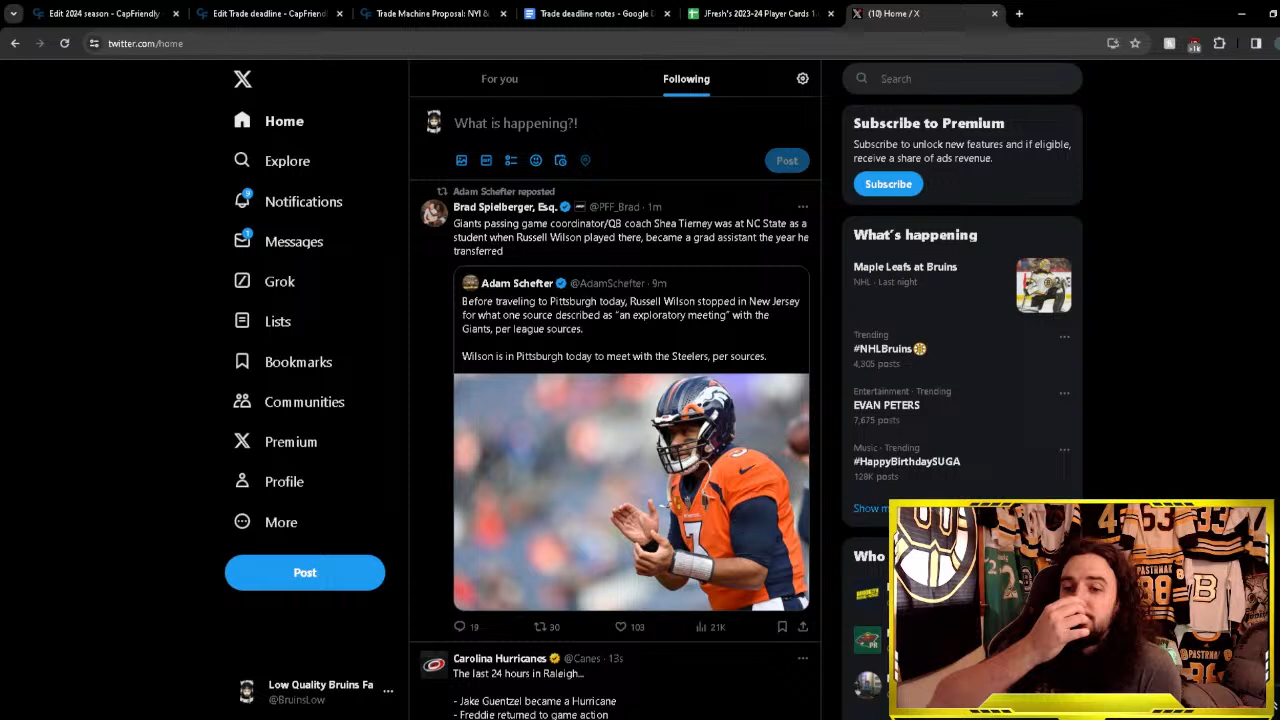 Edit 2024 season - CapFriendly
Edit Trade deadline - CapFriend
Trade Machine Proposal: NYI &
Trade deadline notes - Google D
JFresh's 2023-24 Player Cards 1.
(10) Home / X
twitter.com/home
For you
Following
Search
What is happening?!
Home
Explore
Notifications
9
Messages
1
Grok
Lists
Bookmarks
Communities
Premium
Profile
More
Post
Low Quality Bruins Fa
@BruinsLow
Post
Adam Schefter reposted
Brad Spielberger, Esq. @PFF_Brad · 1m
Giants passing game coordinator/QB coach Shea Tierney was at NC State as a
student when Russell Wilson played there, became a grad assistant the year he
transferred
Adam Schefter @AdamSchefter · 9m
Before traveling to Pittsburgh today, Russell Wilson stopped in New Jersey
for what one source described as "an exploratory meeting" with the
Giants, per league sources.
Wilson is in Pittsburgh today to meet with the Steelers, per sources.
19 30 103 21K
Carolina Hurricanes @Canes · 13s
The last 24 hours in Raleigh...
- Jake Guentzel became a Hurricane
- Freddie returned to game action
Subscribe to Premium
Subscribe to unlock new features and if eligible,
receive a share of ads revenue.
Subscribe
What's happening
Maple Leafs at Bruins
NHL · Last night
Trending
#NHLBruins
4,305 posts
Entertainment · Trending
EVAN PETERS
7,675 posts
Music · Trending
#HappyBirthdaySUGA
128K posts
Show
Who
PASTRNAK
88
33
PASTRNAK